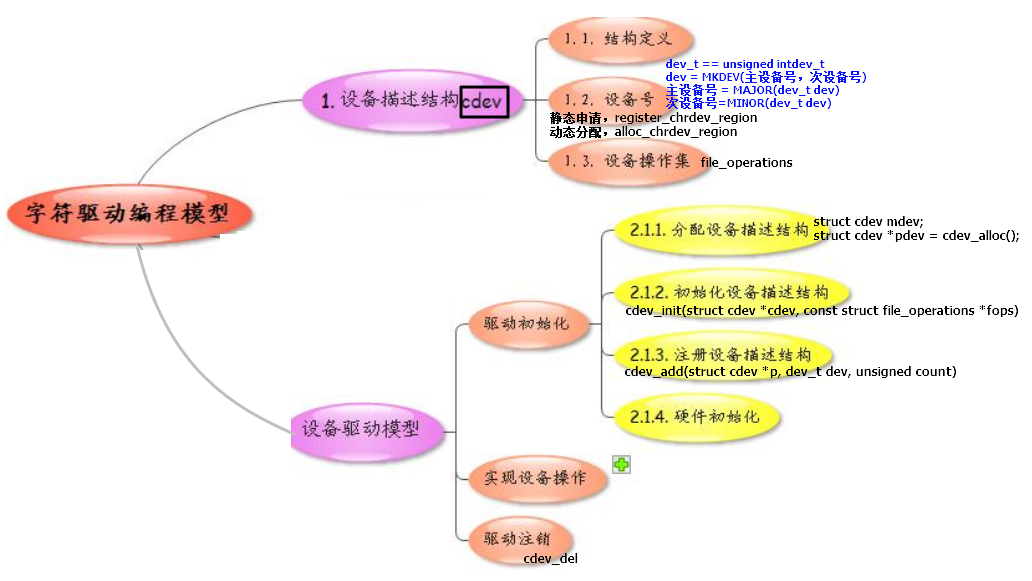 字符驱动编程模型
1. 设备描述结构cdev
1.1. 结构定义
1.2. 设备号
dev_t == unsigned intdev_t
dev = MKDEV(主设备号，次设备号)
主设备号 = MAJOR(dev_t dev)
次设备号=MINOR(dev_t dev)
静态申请，register_chrdev_region
动态分配，alloc_chrdev_region
1.3. 设备操作集 file_operations
设备驱动模型
驱动初始化
2.1.1. 分配设备描述结构
struct cdev mdev;
struct cdev *pdev = cdev_alloc();
2.1.2. 初始化设备描述结构
cdev_init(struct cdev *cdev, const struct file_operations *fops)
2.1.3. 注册设备描述结构
cdev_add(struct cdev *p, dev_t dev, unsigned count)
2.1.4. 硬件初始化
实现设备操作
驱动注销
cdev_del